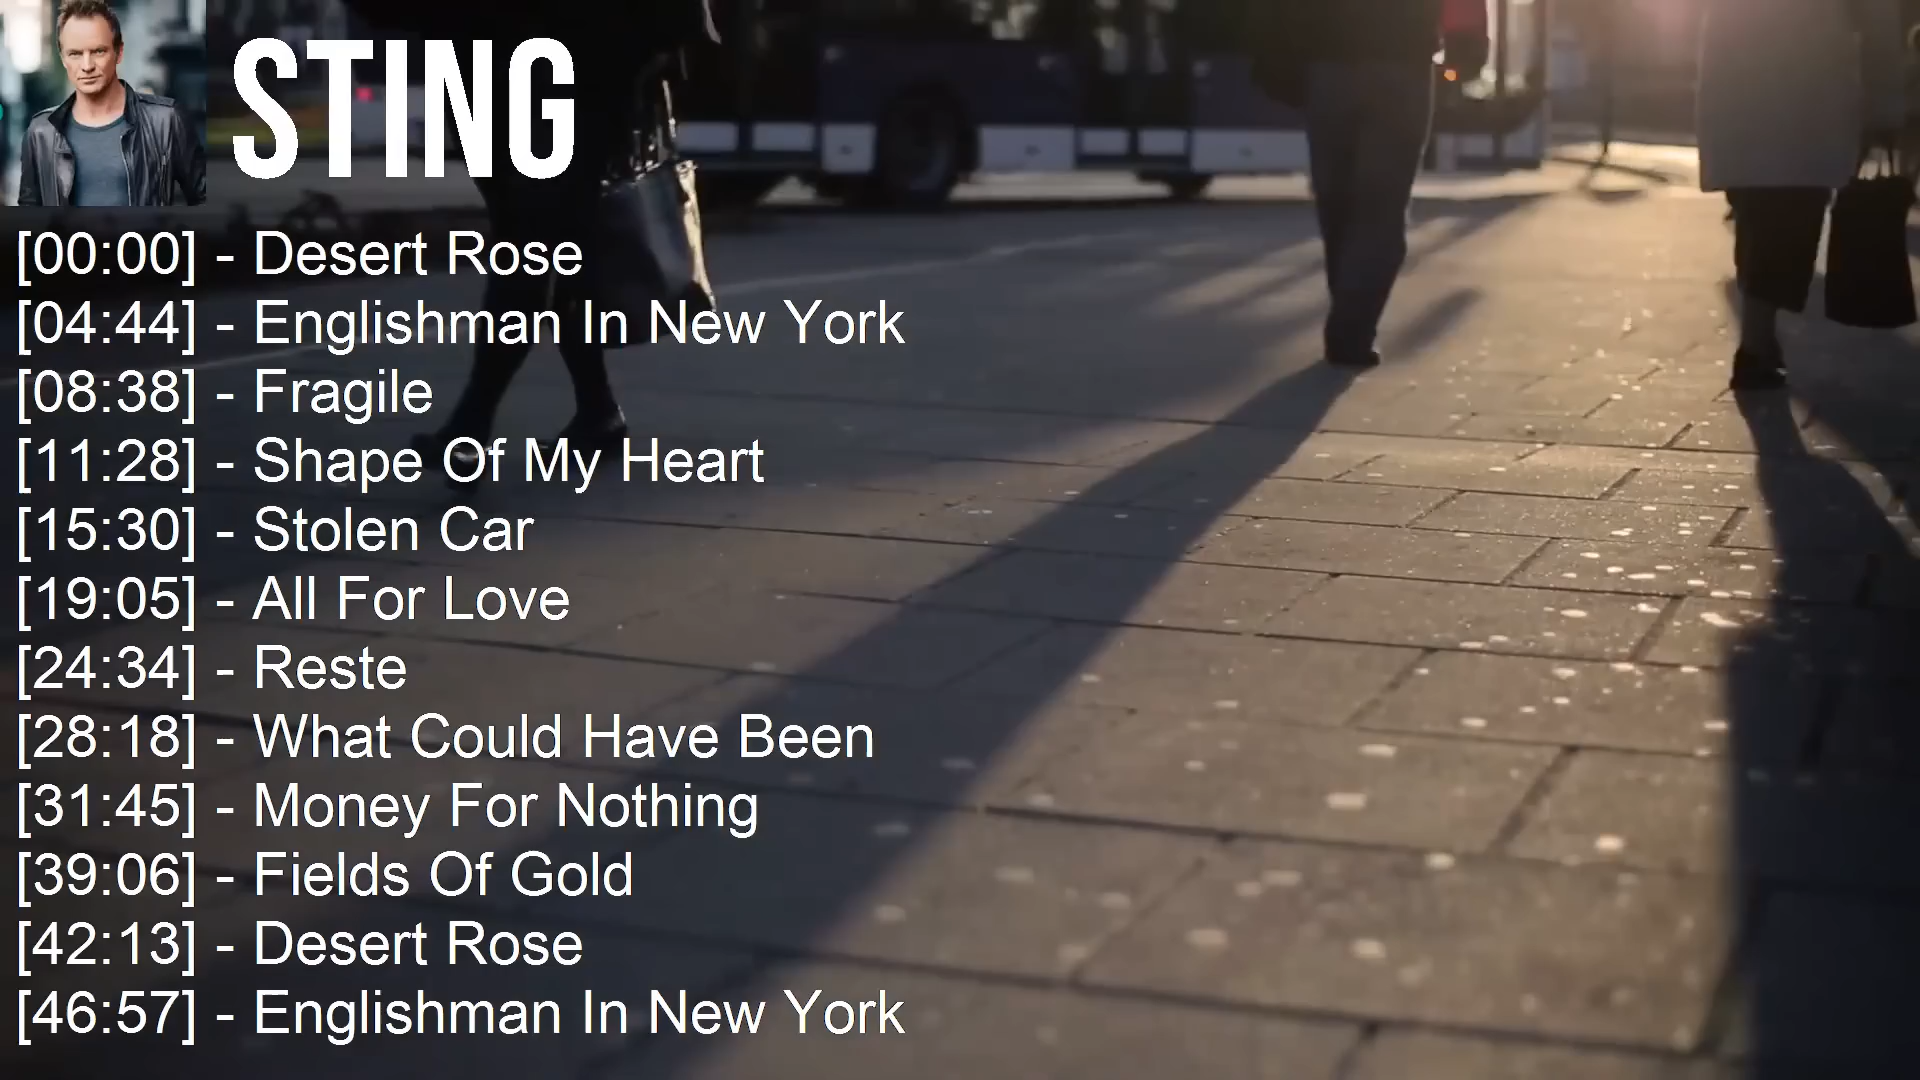 STING
[00:00] - Desert Rose
[04:44] - Englishman In New York
[08:38] - Fragile
[11:28] - Shape Of My Heart
[15:30] - Stolen Car
[19:05] - All For Love
[24:34] - Reste
[28:18] - What Could Have Been
[31:45] - Money For Nothing
[39:06] - Fields Of Gold
[42:13] - Desert Rose
[46:57] - Englishman In New York